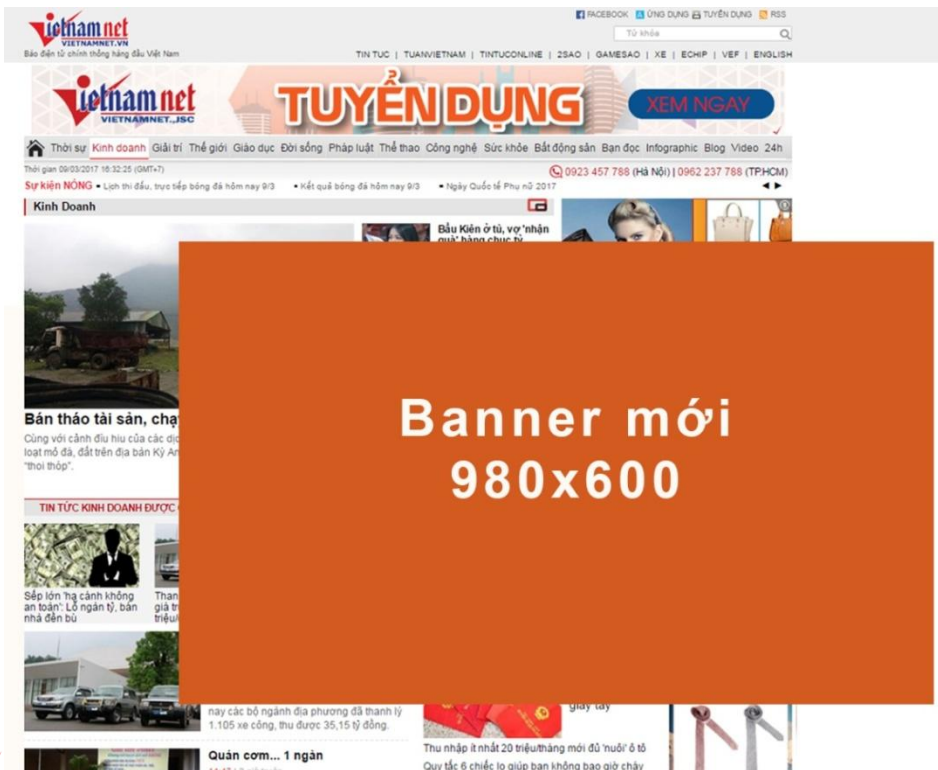 FACEBOOK ỨNG DỤNG TUYỂN DỤNG RSS
vietnamnet
VIETNAMNET.VN
Từ khóa
Báo điện tử chính thống hàng đầu Việt Nam
TIN TUC | TUANVIETNAM | TINTUCONLINE | 2SAO | GAMESAO | XE | ECHIP | VEF | ENGLISH
vietnamnet
VIETNAMNET.,JSC
TUYỂN DỤNG
XEM NGAY
Thời sự Kinh doanh Giải trí Thế giới Giáo dục Đời sống Pháp luật Thể thao Công nghệ Sức khỏe Bất động sản Bạn đọc Infographic Blog Video 24h
Thời gian 09/03/2017 16:32:25 (GMT+7)
0923 457 788 (Hà Nội) | 0962 237 788 (TP.HCM)
Sự kiện NÓNG • Lịch thi đấu, trực tiếp bóng đá hôm nay 9/3 • Kết quả bóng đá hôm nay 9/3 • Ngày Quốc tế Phụ nữ 2017
Kinh Doanh
Bầu Kiên ở tù, vợ 'nhận
quà' hàng chục tỷ
Banner mới
980x600
Bán tháo tài sản, chạy
Cùng với cảnh đìu hiu của các dịc
loạt mỏ đá, đất trên địa bàn Kỳ An
"thoi thóp".
TIN TỨC KINH DOANH ĐƯỢC
Sếp lớn 'hạ cánh không
an toàn': Lỗ ngàn tỷ, bán
nhà đền bù
Than
giá tr
triệu/
nay các bộ ngành địa phương đã thanh lý
1.105 xe công, thu được 35,15 tỷ đồng.
giấy tay
Quán cơm... 1 ngàn
Thu nhập ít nhất 20 triệu/tháng mới đủ 'nuôi' ô tô
Quy tắc 6 chiếc lọ giúp bạn không bao giờ cháy